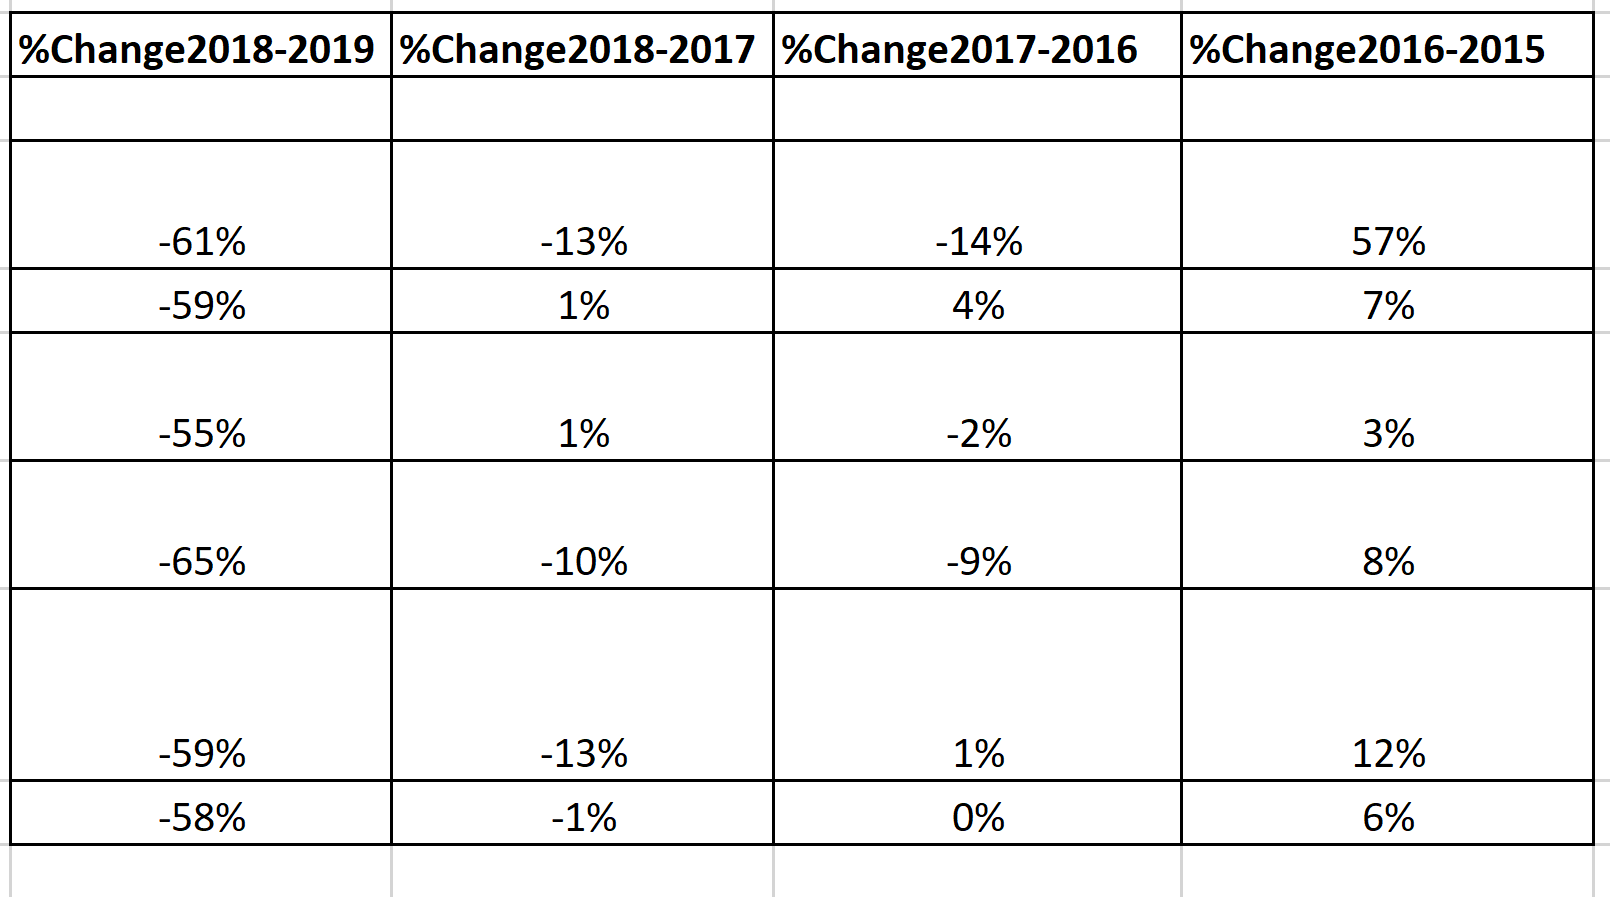 %Change2018-2019 %Change2018-2017 %Change2017-2016 %Change2016-2015
-61% -13% -14% 57%
-59% 1% 4% 7%
-55% 1% -2% 3%
-65% -10% -9% 8%
-59% -13% 1% 12%
-58% -1% 0% 6%